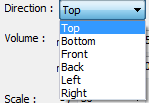 Direction : Top
Top
Volume :
Bottom
Front
Back
Left
Right
Scale :